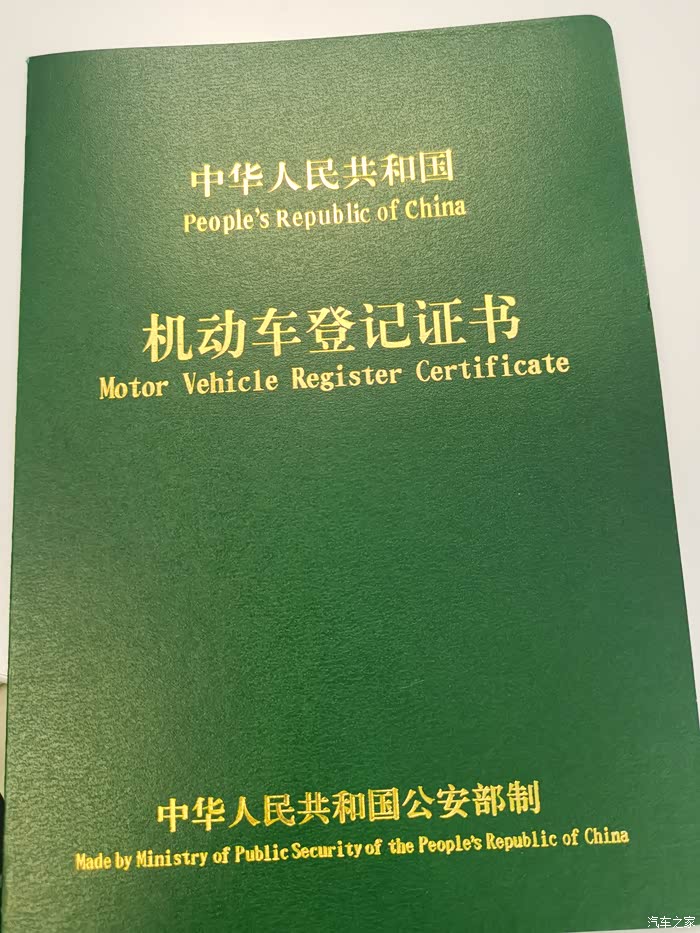 中华人民共和国
People's Republic of China
机动车登记证书
Motor Vehicle Register Certificate
中华人民共和国公安部制
Made by Ministry of Public Security of the People's Republic of China
汽车之家